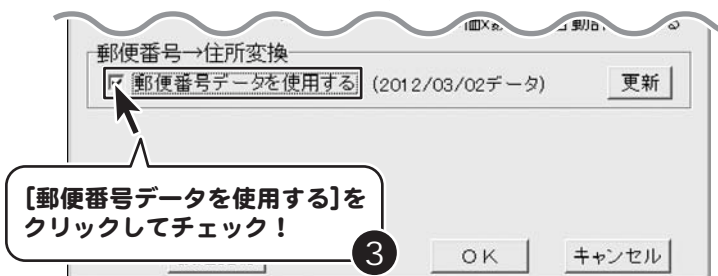 郵便番号→住所変換
郵便番号データを使用する (2012/03/02データ) 更新
[郵便番号データを使用する]を
クリックしてチェック！
3
OK キャンセル